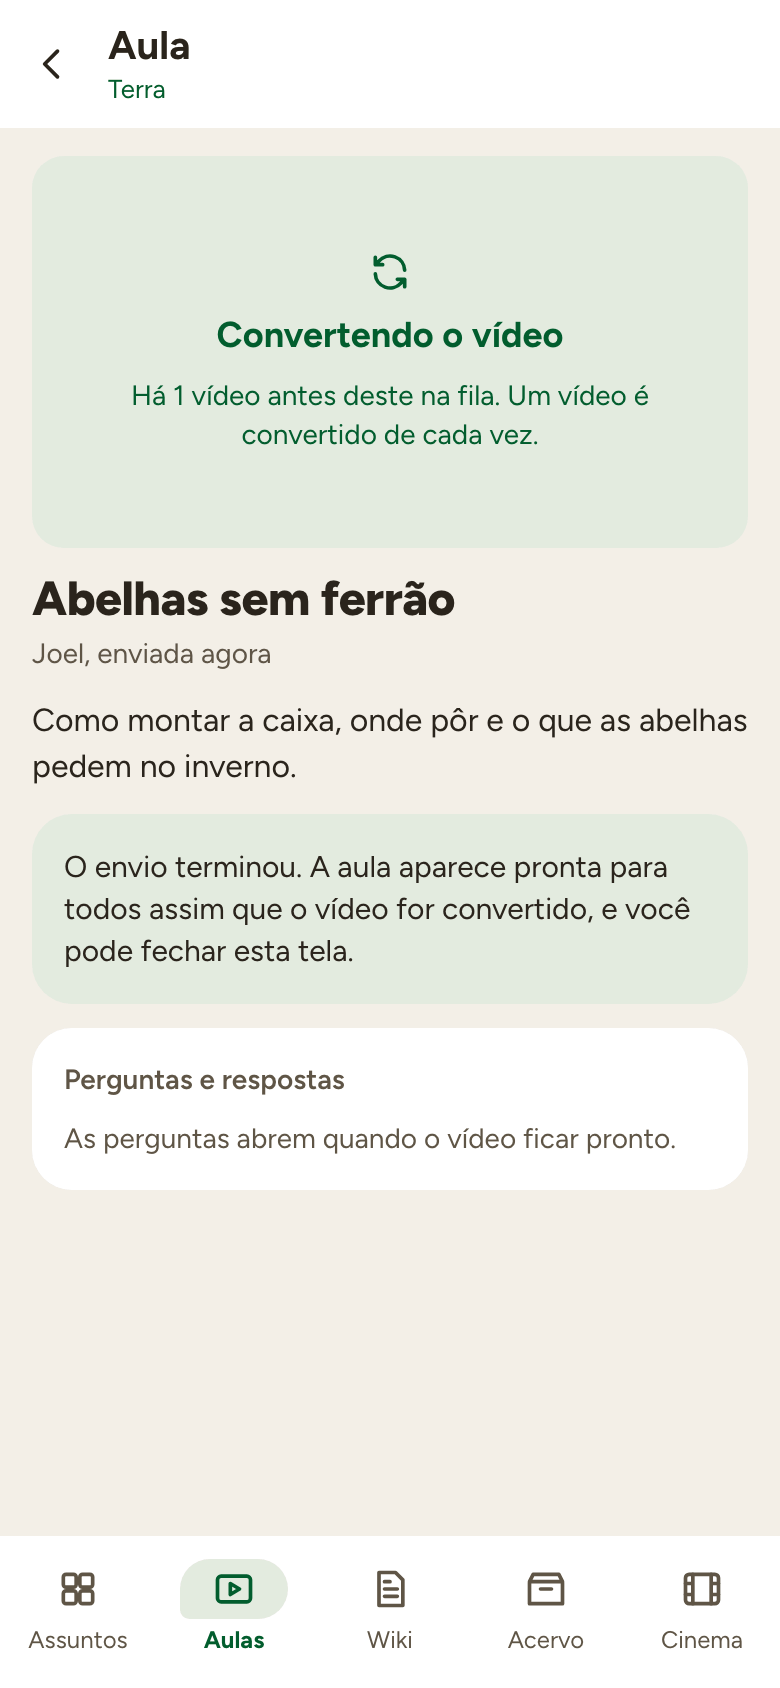 Aula
Terra
Convertendo o vídeo
Há 1 vídeo antes deste na fila. Um vídeo é
convertido de cada vez.
Abelhas sem ferrão
Joel, enviada agora
Como montar a caixa, onde pôr e o que as abelhas
pedem no inverno.
O envio terminou. A aula aparece pronta para
todos assim que o vídeo for convertido, e você
pode fechar esta tela.
Perguntas e respostas
As perguntas abrem quando o vídeo ficar pronto.
Assuntos
Aulas
Wiki
Acervo
Cinema